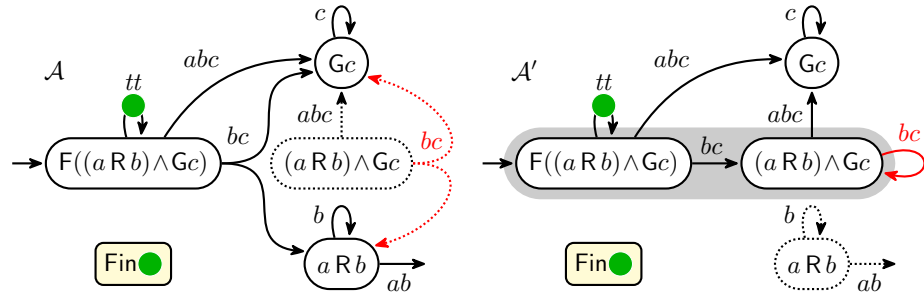 𝒜
tt
abc
c
Gc
bc
abc
bc
F((a R b)∧Gc)
(a R b)∧Gc
b
a R b
ab
Fin
𝒜′
tt
abc
c
Gc
abc
bc
bc
F((a R b)∧Gc)
(a R b)∧Gc
b
a R b
ab
Fin